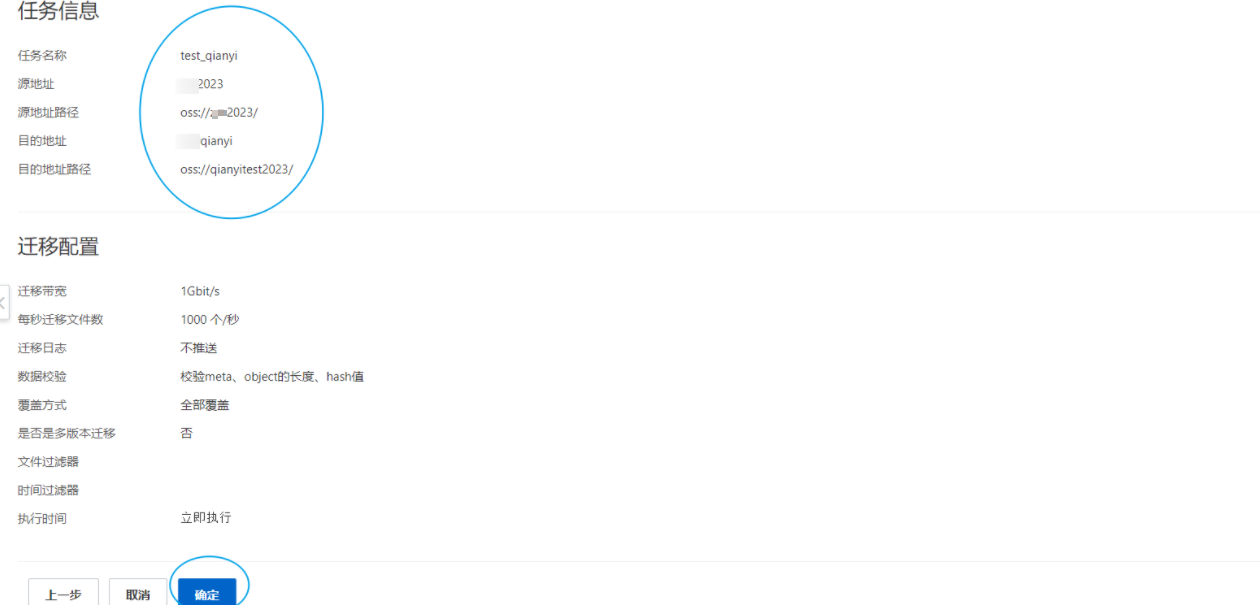 任务信息
任务名称 test_qianyi
源地址 2023
源地址路径 oss:// 2023/
目的地址 qianyi
目的地址路径 oss://qianyitest2023/
迁移配置
迁移带宽 1Gbit/s
每秒迁移文件数 1000 个/秒
迁移日志 不推送
数据校验 校验meta、object的长度、hash值
覆盖方式 全部覆盖
是否是多版本迁移 否
文件过滤器
时间过滤器
执行时间 立即执行
上一步 取消 确定